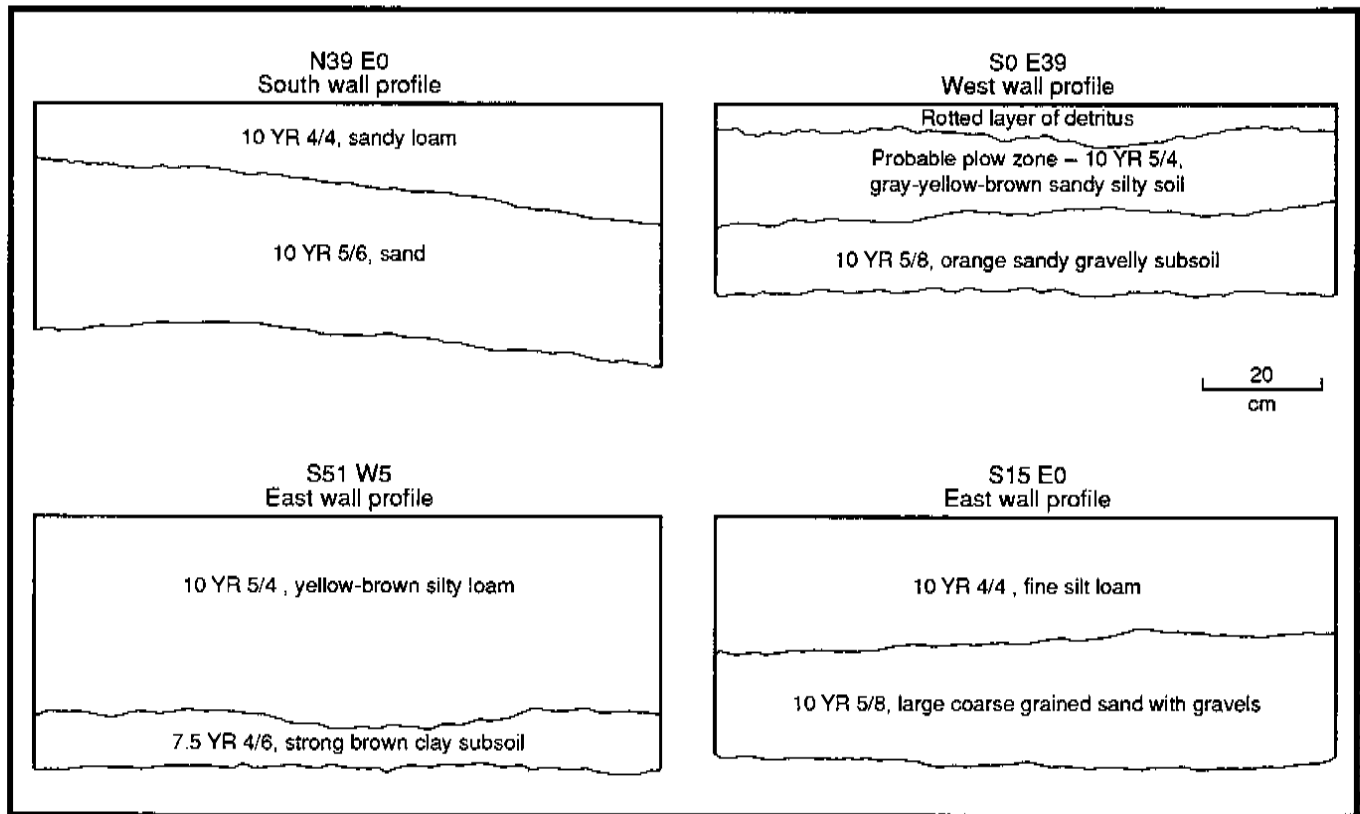 N39 E0
South wall profile
10 YR 4/4, sandy loam
10 YR 5/6, sand
S0 E39
West wall profile
Rotted layer of detritus
Probable plow zone – 10 YR 5/4,
gray-yellow-brown sandy silty soil
10 YR 5/8, orange sandy gravelly subsoil
20
cm
S51 W5
East wall profile
10 YR 5/4 , yellow-brown silty loam
7.5 YR 4/6, strong brown clay subsoil
S15 E0
East wall profile
10 YR 4/4 , fine silt loam
10 YR 5/8, large coarse grained sand with gravels